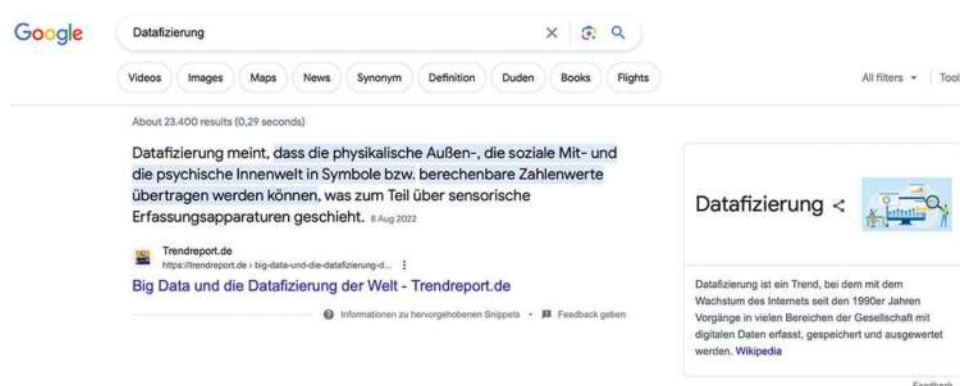 Google
Datafizierung
Videos Images Maps News Synonym Definition Duden Books Flights
All filters Tool
About 23.400 results (0,29 seconds)
Datafizierung meint, dass die physikalische Außen-, die soziale Mit- und
die psychische Innenwelt in Symbole bzw. berechenbare Zahlenwerte
übertragen werden können, was zum Teil über sensorische
Erfassungsapparaturen geschieht. 8 Aug 2022
Trendreport.de
https://trendreport.de › big-data-und-die-datafizierung-d...
Big Data und die Datafizierung der Welt - Trendreport.de
Informationen zu hervorgehobenen Snippets • Feedback geben
Datafizierung
Datafizierung ist ein Trend, bei dem mit dem
Wachstum des Internets seit den 1990er Jahren
Vorgänge in vielen Bereichen der Gesellschaft mit
digitalen Daten erfasst, gespeichert und ausgewertet
werden. Wikipedia
Feedback